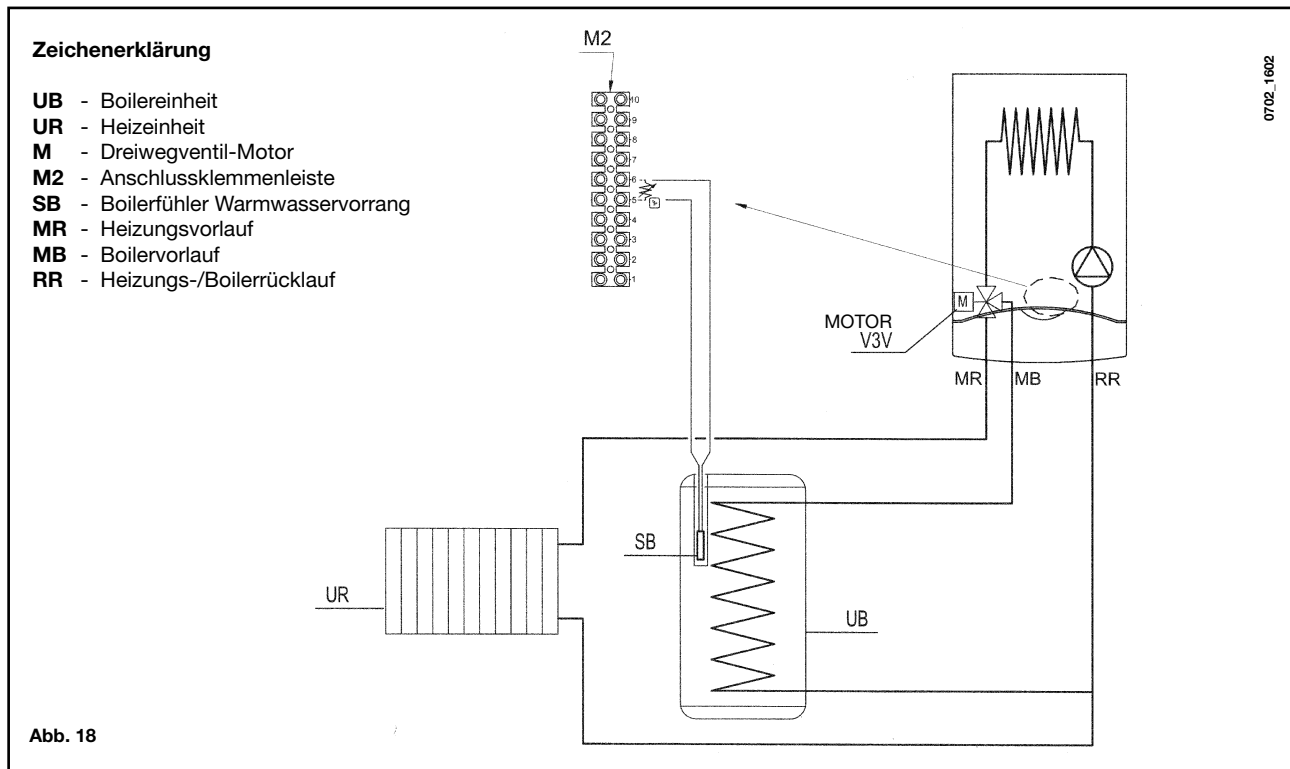 Zeichenerklärung
UB - Boilereinheit
UR - Heizeinheit
M - Dreiwegventil-Motor
M2 - Anschlussklemmenleiste
SB - Boilerfühler Warmwasservorrang
MR - Heizungsvorlauf
MB - Boilervorlauf
RR - Heizungs-/Boilerrücklauf
M2
10
9
8
7
6
5
4
3
2
1
0702_1602
M
MOTOR
V3V
MR
MB
RR
SB
UR
UB
Abb. 18